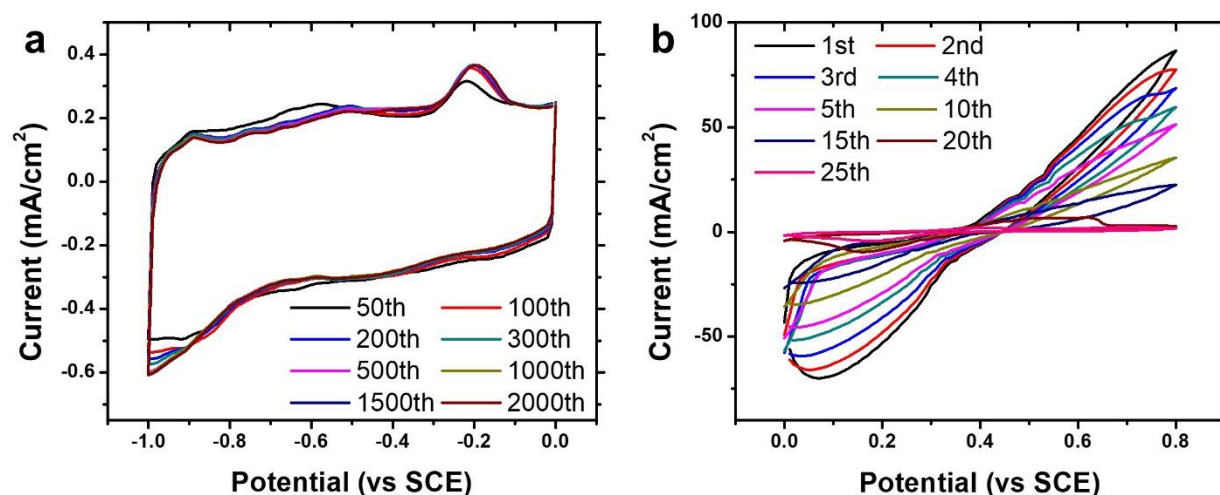 a
0.4
0.2
0.0
-0.2
-0.4
-0.6
Current (mA/cm²)
50th 100th
200th 300th
500th 1000th
1500th 2000th
-1.0 -0.8 -0.6 -0.4 -0.2 0.0
Potential (vs SCE)
b
100
50
0
-50
Current (mA/cm²)
1st 2nd
3rd 4th
5th 10th
15th 20th
25th
0.0 0.2 0.4 0.6 0.8
Potential (vs SCE)